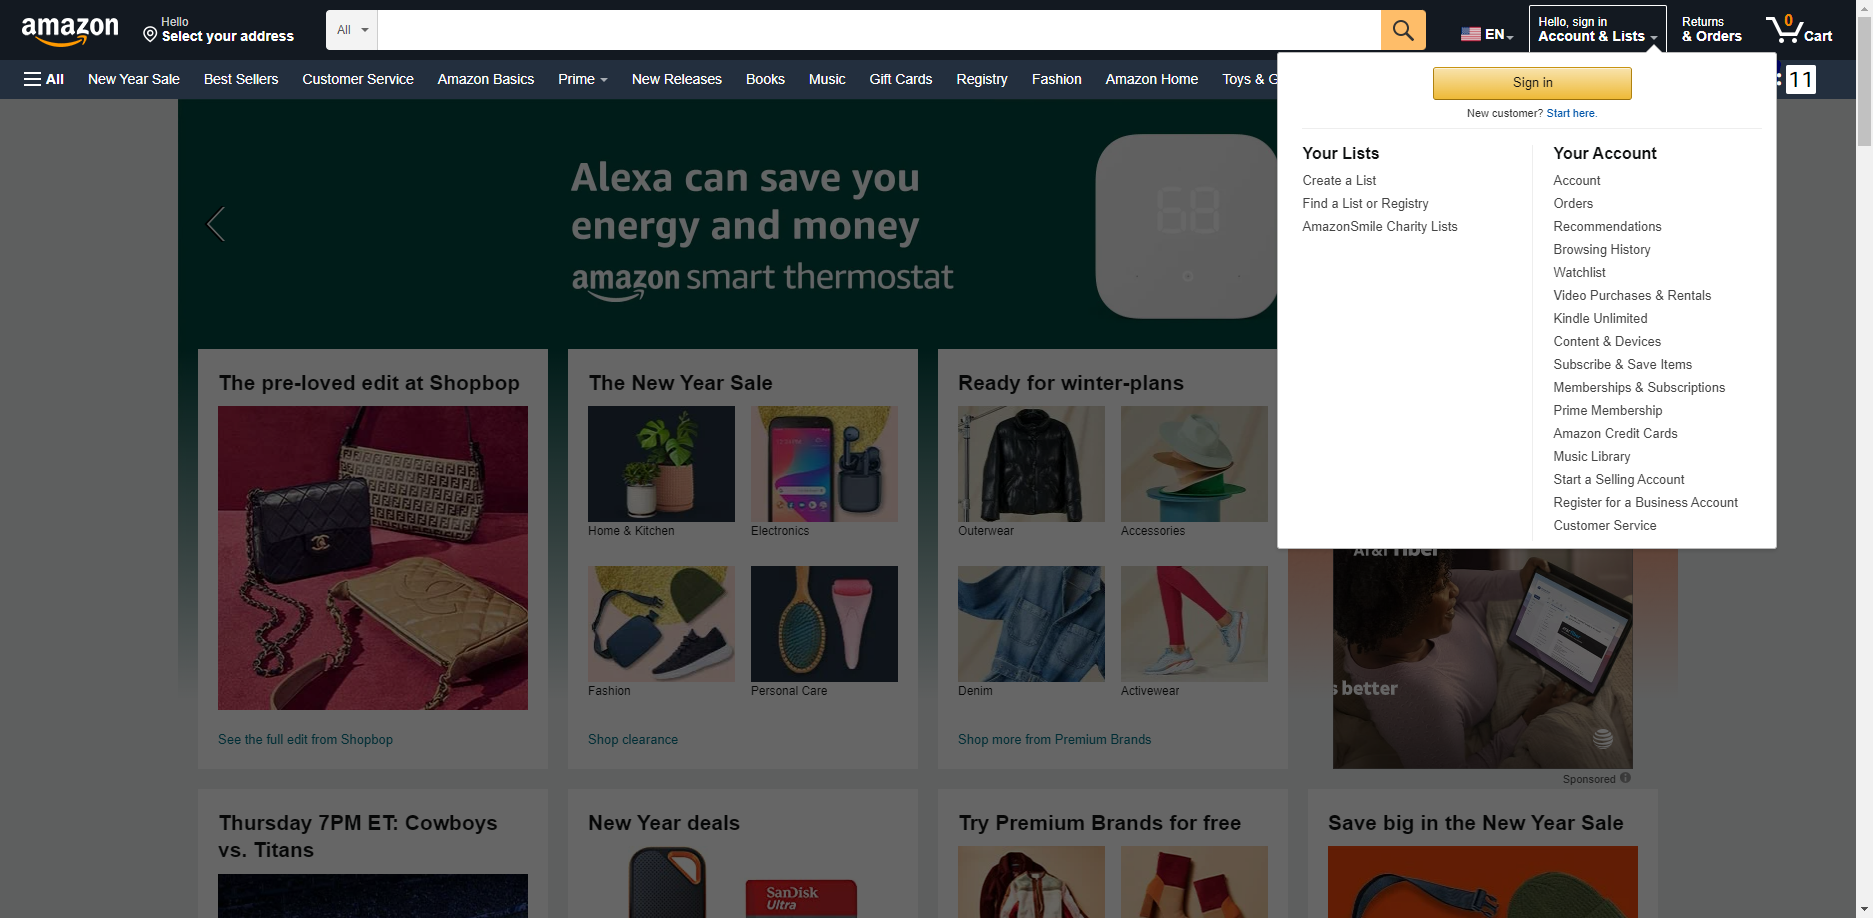 amazon
Hello
Select your address
All
EN
Hello, sign in
Account & Lists
Returns
& Orders
0
Cart
All
New Year Sale
Best Sellers
Customer Service
Amazon Basics
Prime
New Releases
Books
Music
Gift Cards
Registry
Fashion
Amazon Home
Toys & G
: 11
Sign in
New customer? Start here.
Your Lists
Create a List
Find a List or Registry
AmazonSmile Charity Lists
Your Account
Account
Orders
Recommendations
Browsing History
Watchlist
Video Purchases & Rentals
Kindle Unlimited
Content & Devices
Subscribe & Save Items
Memberships & Subscriptions
Prime Membership
Amazon Credit Cards
Music Library
Start a Selling Account
Register for a Business Account
Customer Service
Alexa can save you
energy and money
amazon smart thermostat
68
The pre-loved edit at Shopbop
See the full edit from Shopbop
The New Year Sale
Home & Kitchen
Electronics
Fashion
Personal Care
Shop clearance
Ready for winter-plans
Outerwear
Accessories
Denim
Activewear
Shop more from Premium Brands
AT&T Fiber
s better
Sponsored
Thursday 7PM ET: Cowboys
vs. Titans
New Year deals
SanDisk
Ultra
Try Premium Brands for free
Save big in the New Year Sale